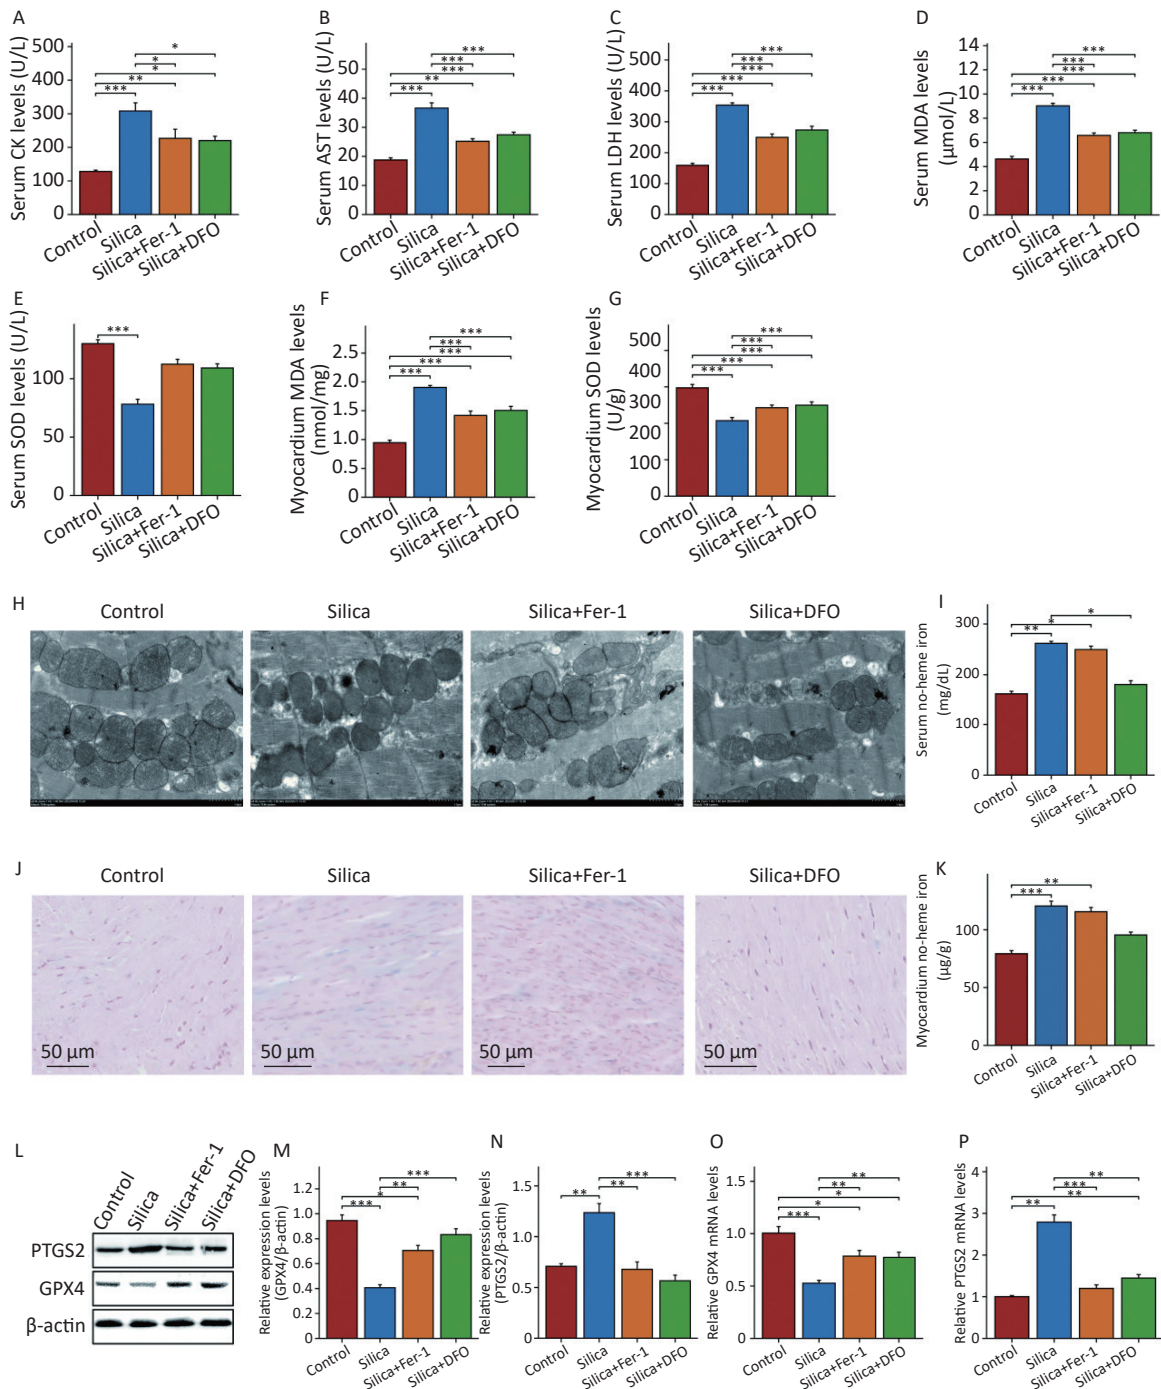 A
Serum CK levels (U/L)
500
400
300
200
100
0
*
*
*
**
***
Control
Silica
Silica+Fer-1
Silica+DFO
B
Serum AST levels (U/L)
50
40
30
20
10
0
***
***
***
**
***
Control
Silica
Silica+Fer-1
Silica+DFO
C
Serum LDH levels (U/L)
500
400
300
200
100
0
***
***
***
***
***
Control
Silica
Silica+Fer-1
Silica+DFO
D
Serum MDA levels
(μmol/L)
14
12
10
8
6
4
2
0
***
***
***
***
***
Control
Silica
Silica+Fer-1
Silica+DFO
E
Serum SOD levels (U/L)
100
50
0
***
Control
Silica
Silica+Fer-1
Silica+DFO
F
Myocardium MDA levels
(nmol/mg)
2.5
2.0
1.5
1.0
0.5
0
***
***
***
***
***
Control
Silica
Silica+Fer-1
Silica+DFO
G
Myocardium SOD levels
(U/g)
500
400
300
200
100
0
***
***
***
***
***
Control
Silica
Silica+Fer-1
Silica+DFO
H
Control
Silica
Silica+Fer-1
Silica+DFO
I
Serum no-heme iron
(mg/dL)
300
200
100
0
*
*
**
Control
Silica
Silica+Fer-1
Silica+DFO
J
Control
Silica
Silica+Fer-1
Silica+DFO
50 μm
50 μm
50 μm
50 μm
K
Myocardium no-heme iron
(μg/g)
100
50
0
**
***
Control
Silica
Silica+Fer-1
Silica+DFO
L
Control
Silica
Silica+Fer-1
Silica+DFO
PTGS2
GPX4
β-actin
M
Relative expression levels
(GPX4/β-actin)
1.2
1.0
0.8
0.6
0.4
0.2
0
***
**
*
***
Control
Silica
Silica+Fer-1
Silica+DFO
N
Relative expression levels
(PTGS2/β-actin)
1.5
1.0
0.5
0
***
**
**
Control
Silica
Silica+Fer-1
Silica+DFO
O
Relative GPX4 mRNA levels
1.0
0.5
0
**
**
*
*
***
Control
Silica
Silica+Fer-1
Silica+DFO
P
Relative PTGS2 mRNA levels
4
3
2
1
0
**
***
**
**
Control
Silica
Silica+Fer-1
Silica+DFO